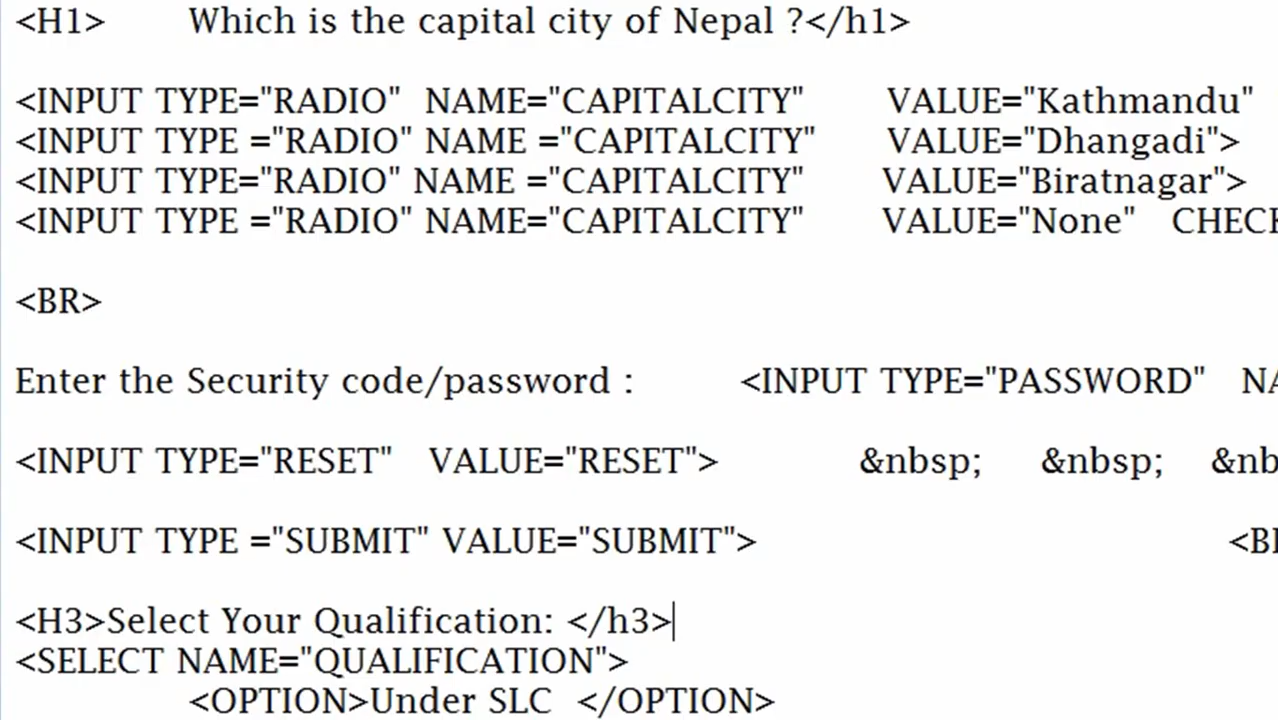 <H1> Which is the capital city of Nepal ?</h1>
<INPUT TYPE="RADIO" NAME="CAPITALCITY" VALUE="Kathmandu"
<INPUT TYPE ="RADIO" NAME ="CAPITALCITY" VALUE="Dhangadi">
<INPUT TYPE="RADIO" NAME ="CAPITALCITY" VALUE="Biratnagar">
<INPUT TYPE ="RADIO" NAME="CAPITALCITY" VALUE="None" CHECK
<BR>
Enter the Security code/password : <INPUT TYPE="PASSWORD" NA
<INPUT TYPE="RESET" VALUE="RESET"> &nbsp; &nbsp; &nb
<INPUT TYPE ="SUBMIT" VALUE="SUBMIT"> <B
<H3>Select Your Qualification: </h3>
<SELECT NAME="QUALIFICATION">
<OPTION>Under SLC </OPTION>